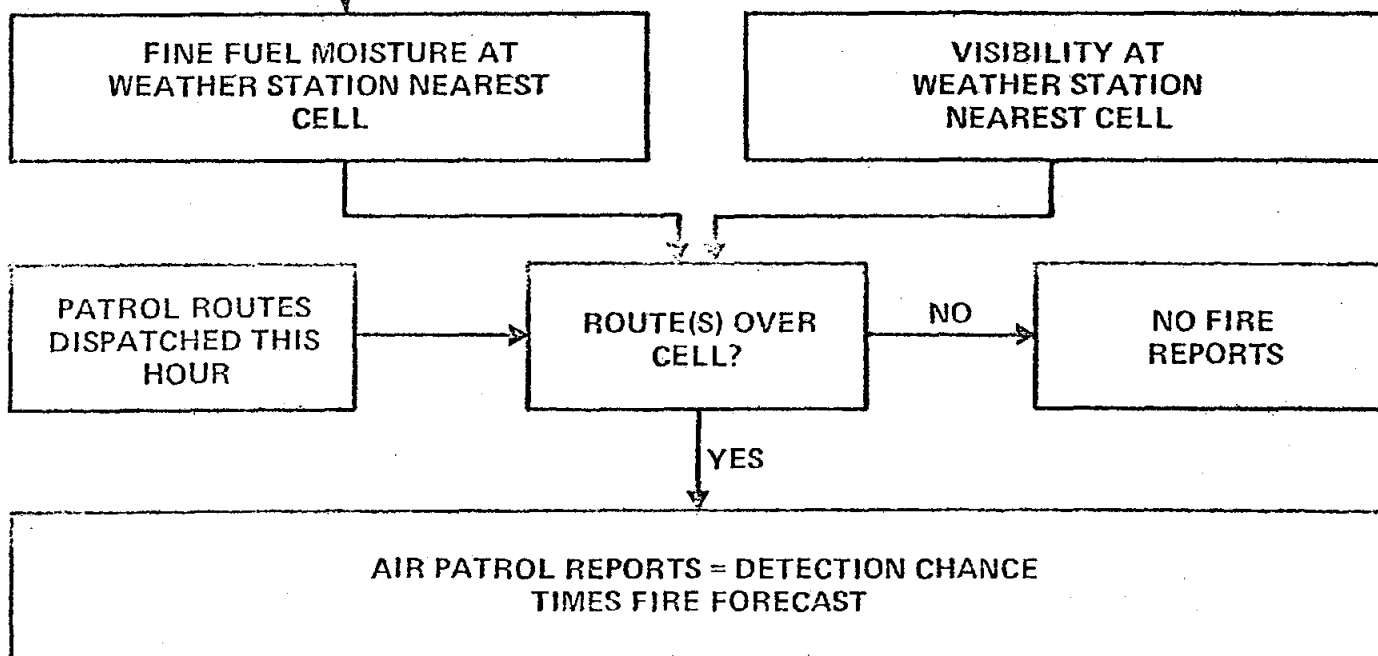 FINE FUEL MOISTURE AT
WEATHER STATION NEAREST
CELL
VISIBILITY AT
WEATHER STATION
NEAREST CELL
PATROL ROUTES
DISPATCHED THIS
HOUR
ROUTE(S) OVER
CELL?
NO
NO FIRE
REPORTS
YES
AIR PATROL REPORTS = DETECTION CHANCE
TIMES FIRE FORECAST